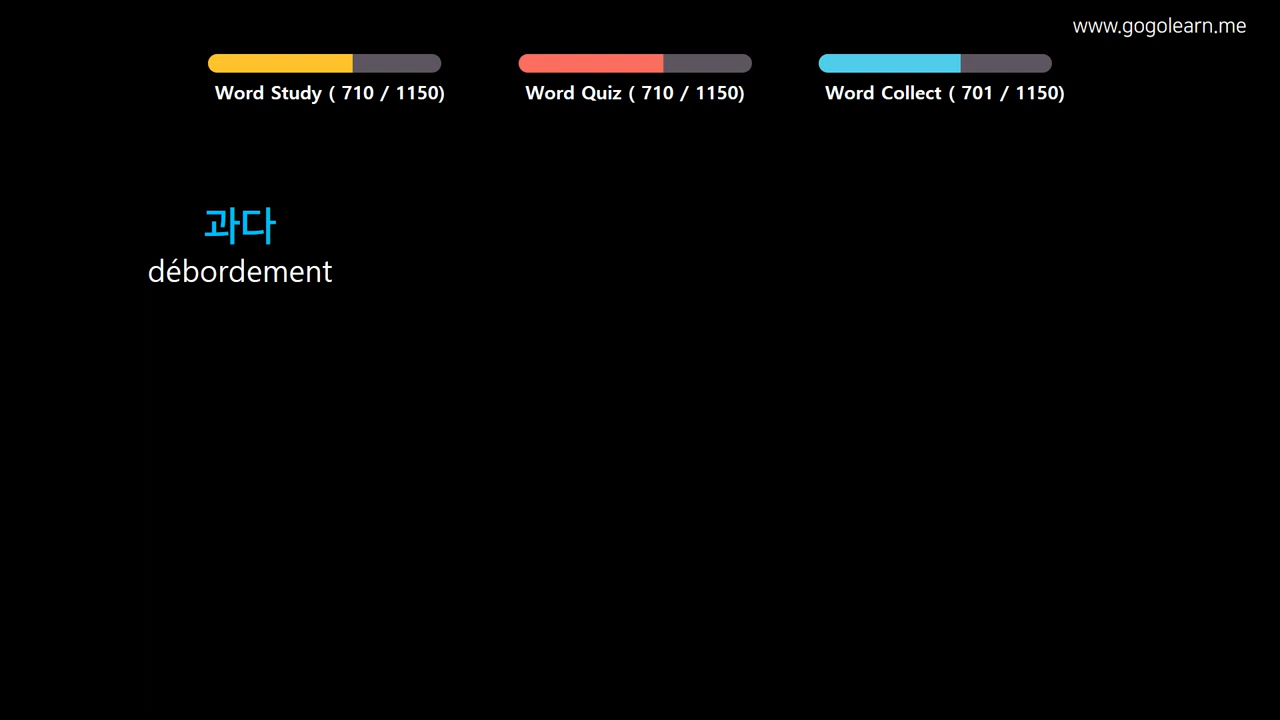 www.gogolearn.me
Word Study ( 710 / 1150)
Word Quiz ( 710 / 1150)
Word Collect ( 701 / 1150)
과다
débordement